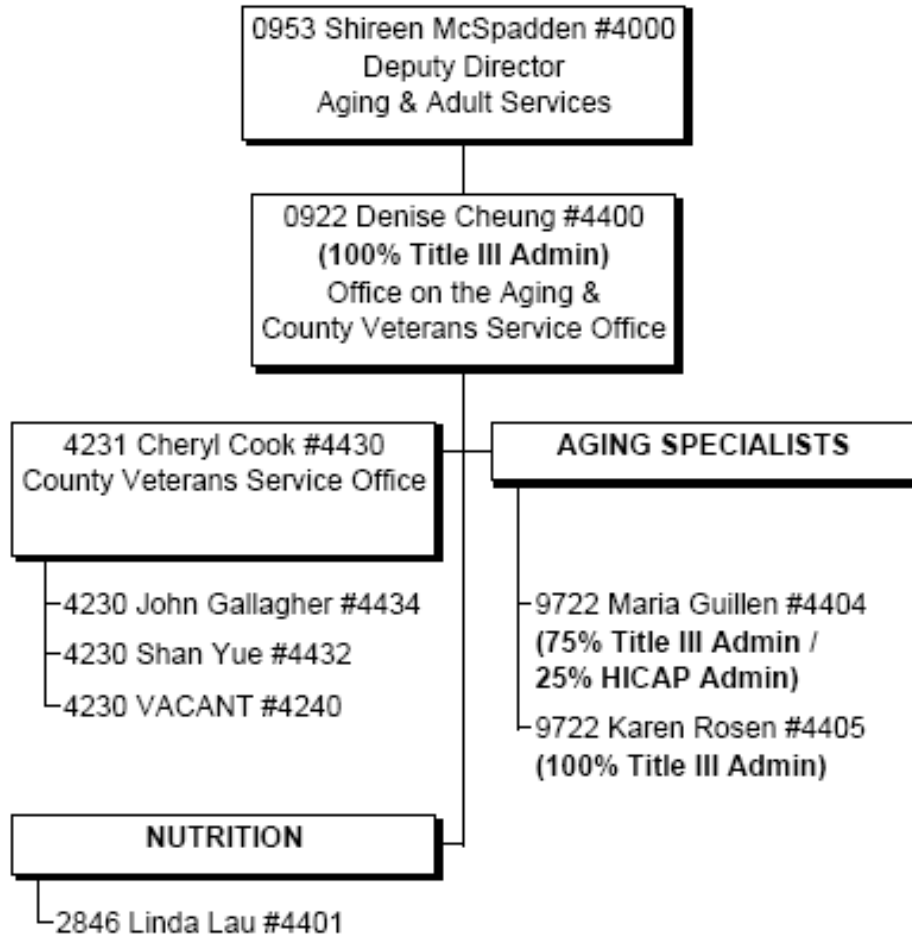 0953 Shireen McSpadden #4000
Deputy Director
Aging & Adult Services
0922 Denise Cheung #4400
(100% Title III Admin)
Office on the Aging &
County Veterans Service Office
4231 Cheryl Cook #4430
County Veterans Service Office
4230 John Gallagher #4434
4230 Shan Yue #4432
4230 VACANT #4240
AGING SPECIALISTS
9722 Maria Guillen #4404
(75% Title III Admin /
25% HICAP Admin)
9722 Karen Rosen #4405
(100% Title III Admin)
NUTRITION
2846 Linda Lau #4401